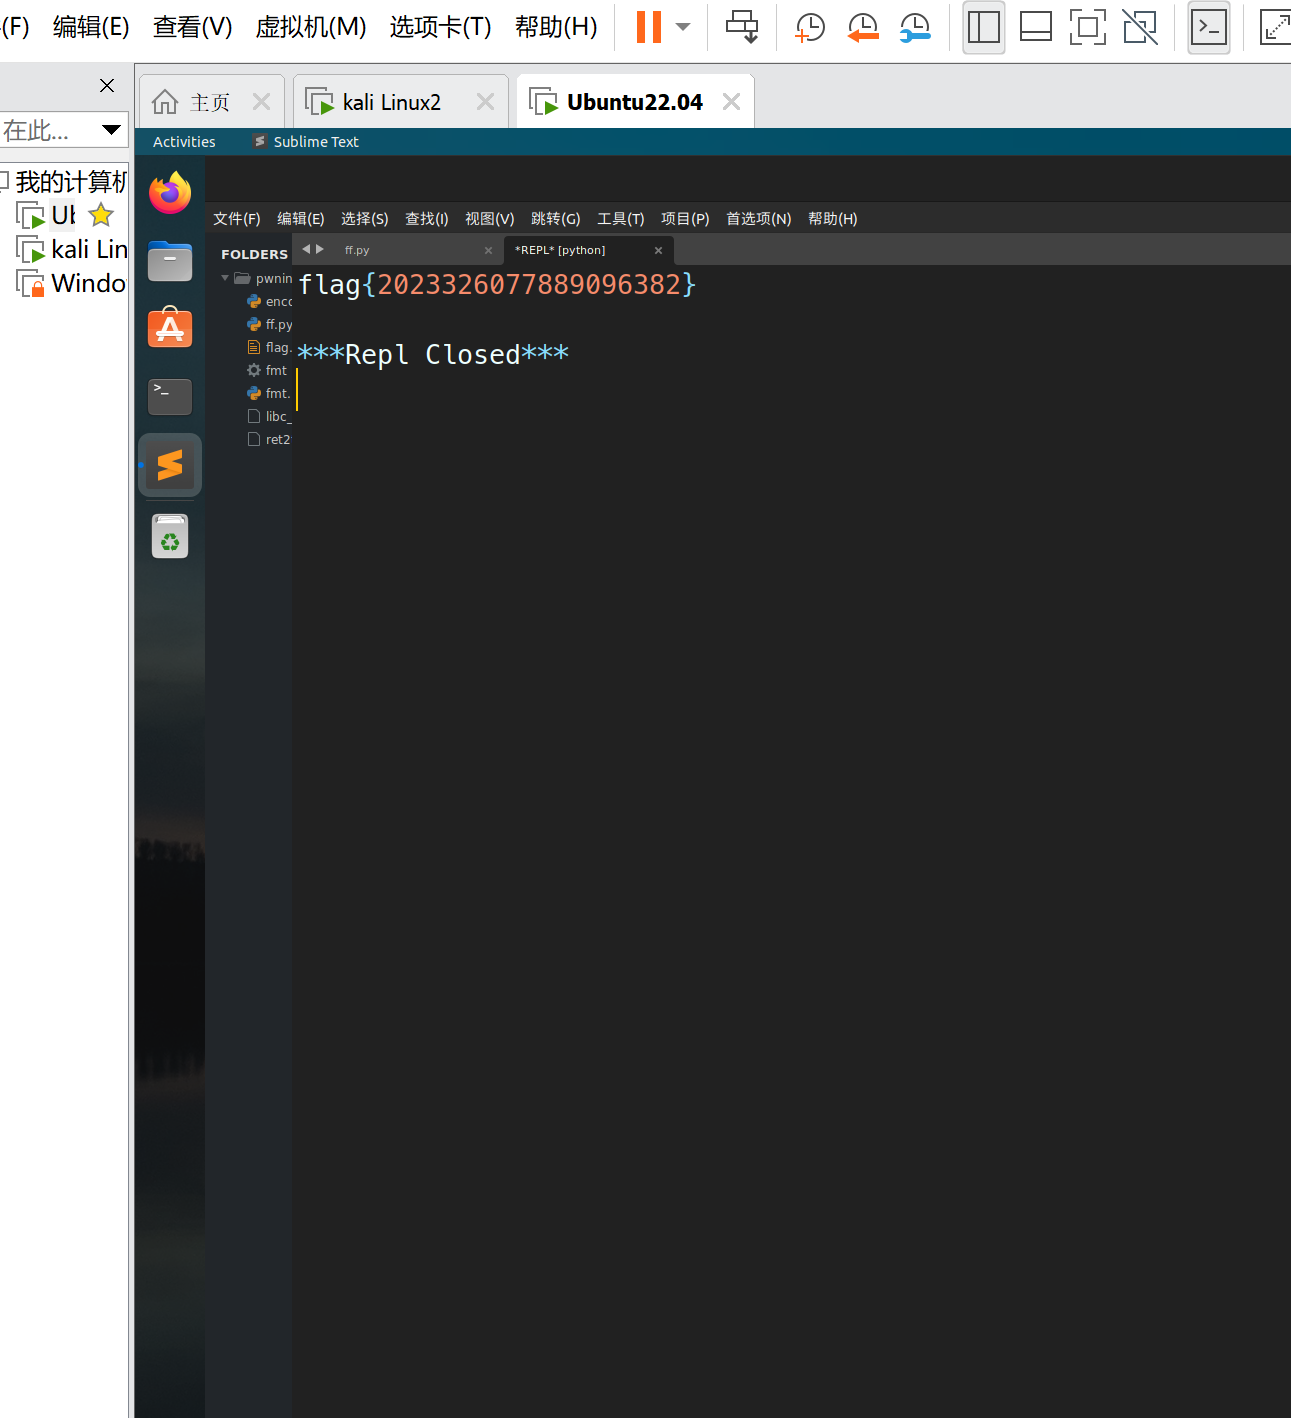 (F) 编辑(E) 查看(V) 虚拟机(M) 选项卡(T) 帮助(H)
主页 kali Linux2 Ubuntu22.04
在此...
Activities Sublime Text
我的计算机
Ub
kali Lin
Windo
文件(F) 编辑(E) 选择(S) 查找(I) 视图(V) 跳转(G) 工具(T) 项目(P) 首选项(N) 帮助(H)
FOLDERS
ff.py *REPL* [python]
pwnin
enco
ff.py
flag.
fmt
fmt.
libc_
ret2
flag{2023326077889096382}
***Repl Closed***